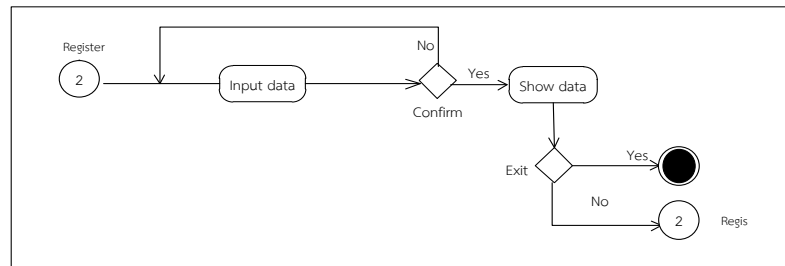 No
Register
2
Input data
Yes
Show data
Confirm
Yes
Exit
No
2
Regis